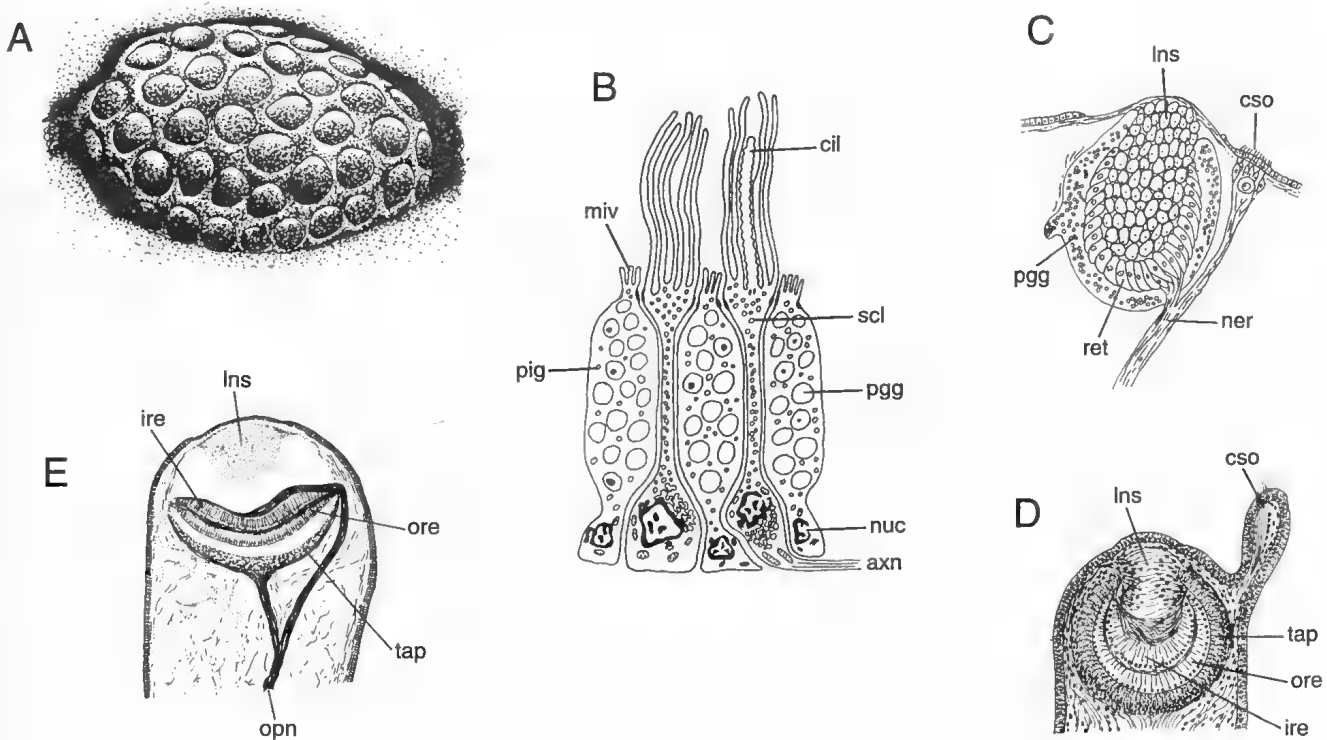 A
B
cil
miv
scl
pig
pgg
nuc
axn
C
lns
cso
pgg
ret
ner
D
lns
cso
tap
ore
ire
E
lns
ire
ore
tap
opn